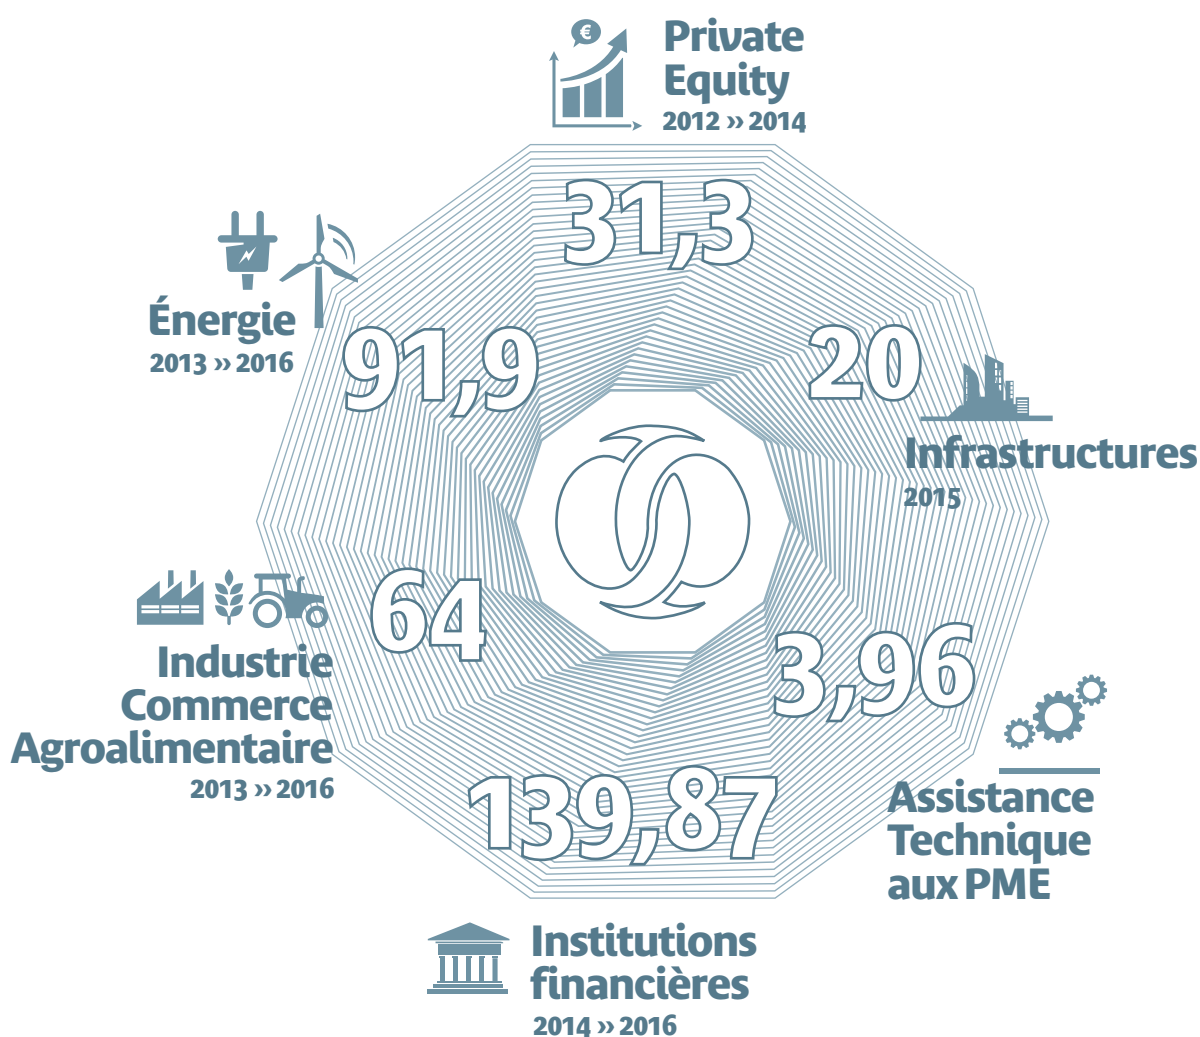 €
Private
Equity
2012 ›› 2014
31,3
Énergie
2013 ›› 2016
91,9
20
Infrastructures
2015
64
Industrie
Commerce
Agroalimentaire
2013 ›› 2016
3,96
Assistance
Technique
aux PME
139,87
Institutions
financières
2014 ›› 2016